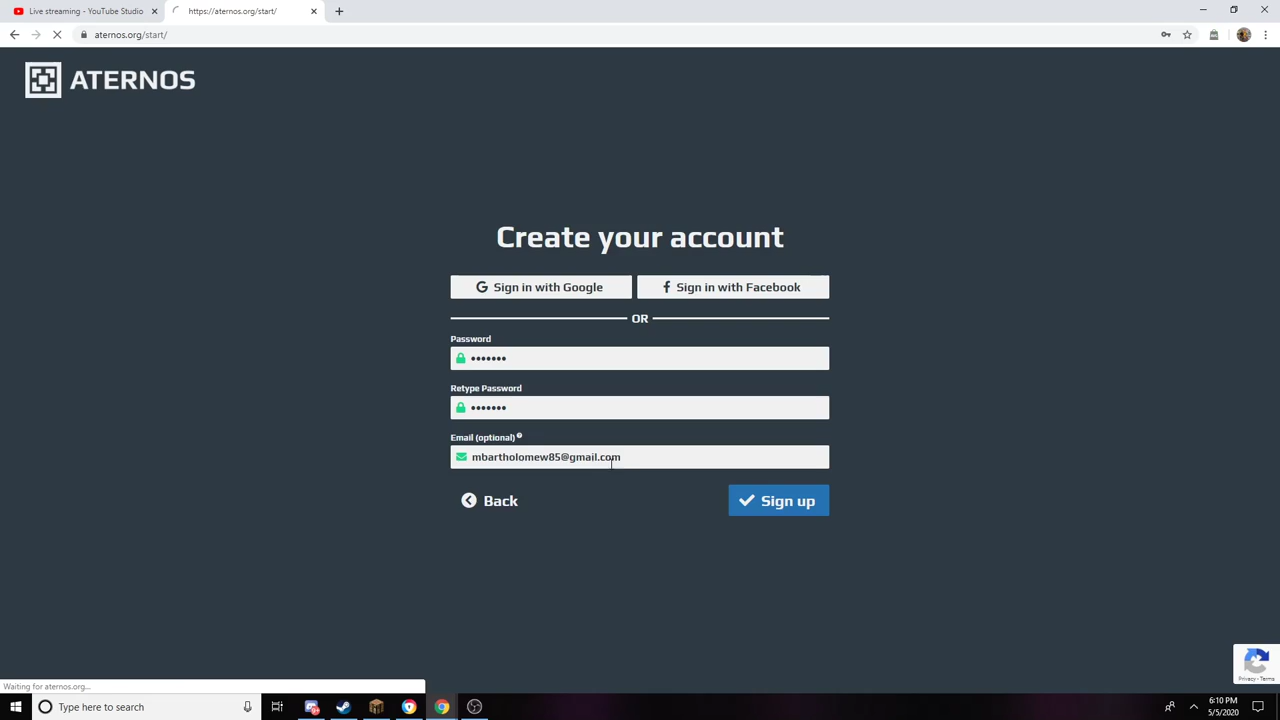 Live streaming - YouTube Studio
https://aternos.org/start/
aternos.org/start/
ATERNOS
Create your account
Sign in with Google
Sign in with Facebook
OR
Password
•••••••
Retype Password
•••••••
Email (optional)
mbartholomew85@gmail.com
Back
Sign up
Privacy - Terms
Waiting for aternos.org...
Type here to search
6:10 PM
5/5/2020